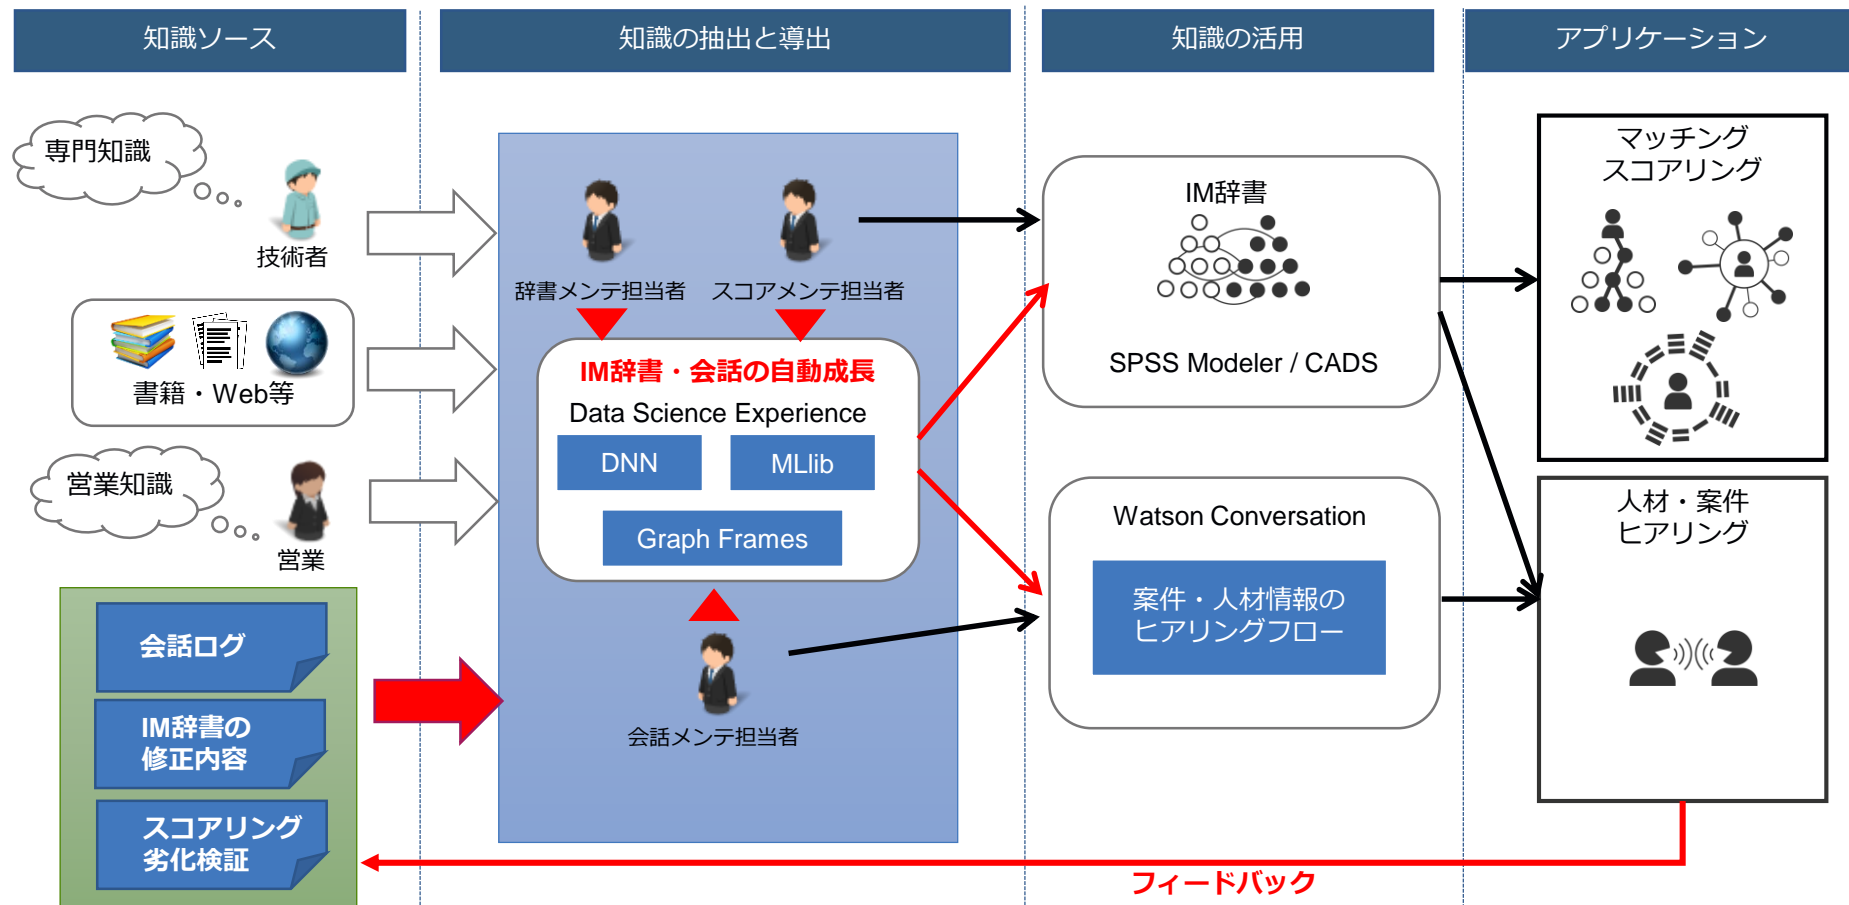 知識ソース
知識の抽出と導出
知識の活用
アプリケーション
専門知識
技術者
書籍・Web等
営業知識
営業
会話ログ
IM辞書の
修正内容
スコアリング
劣化検証
辞書メンテ担当者
スコアメンテ担当者
IM辞書・会話の自動成長
Data Science Experience
DNN
MLlib
Graph Frames
会話メンテ担当者
IM辞書
SPSS Modeler / CADS
Watson Conversation
案件・人材情報の
ヒアリングフロー
マッチング
スコアリング
人材・案件
ヒアリング
フィードバック